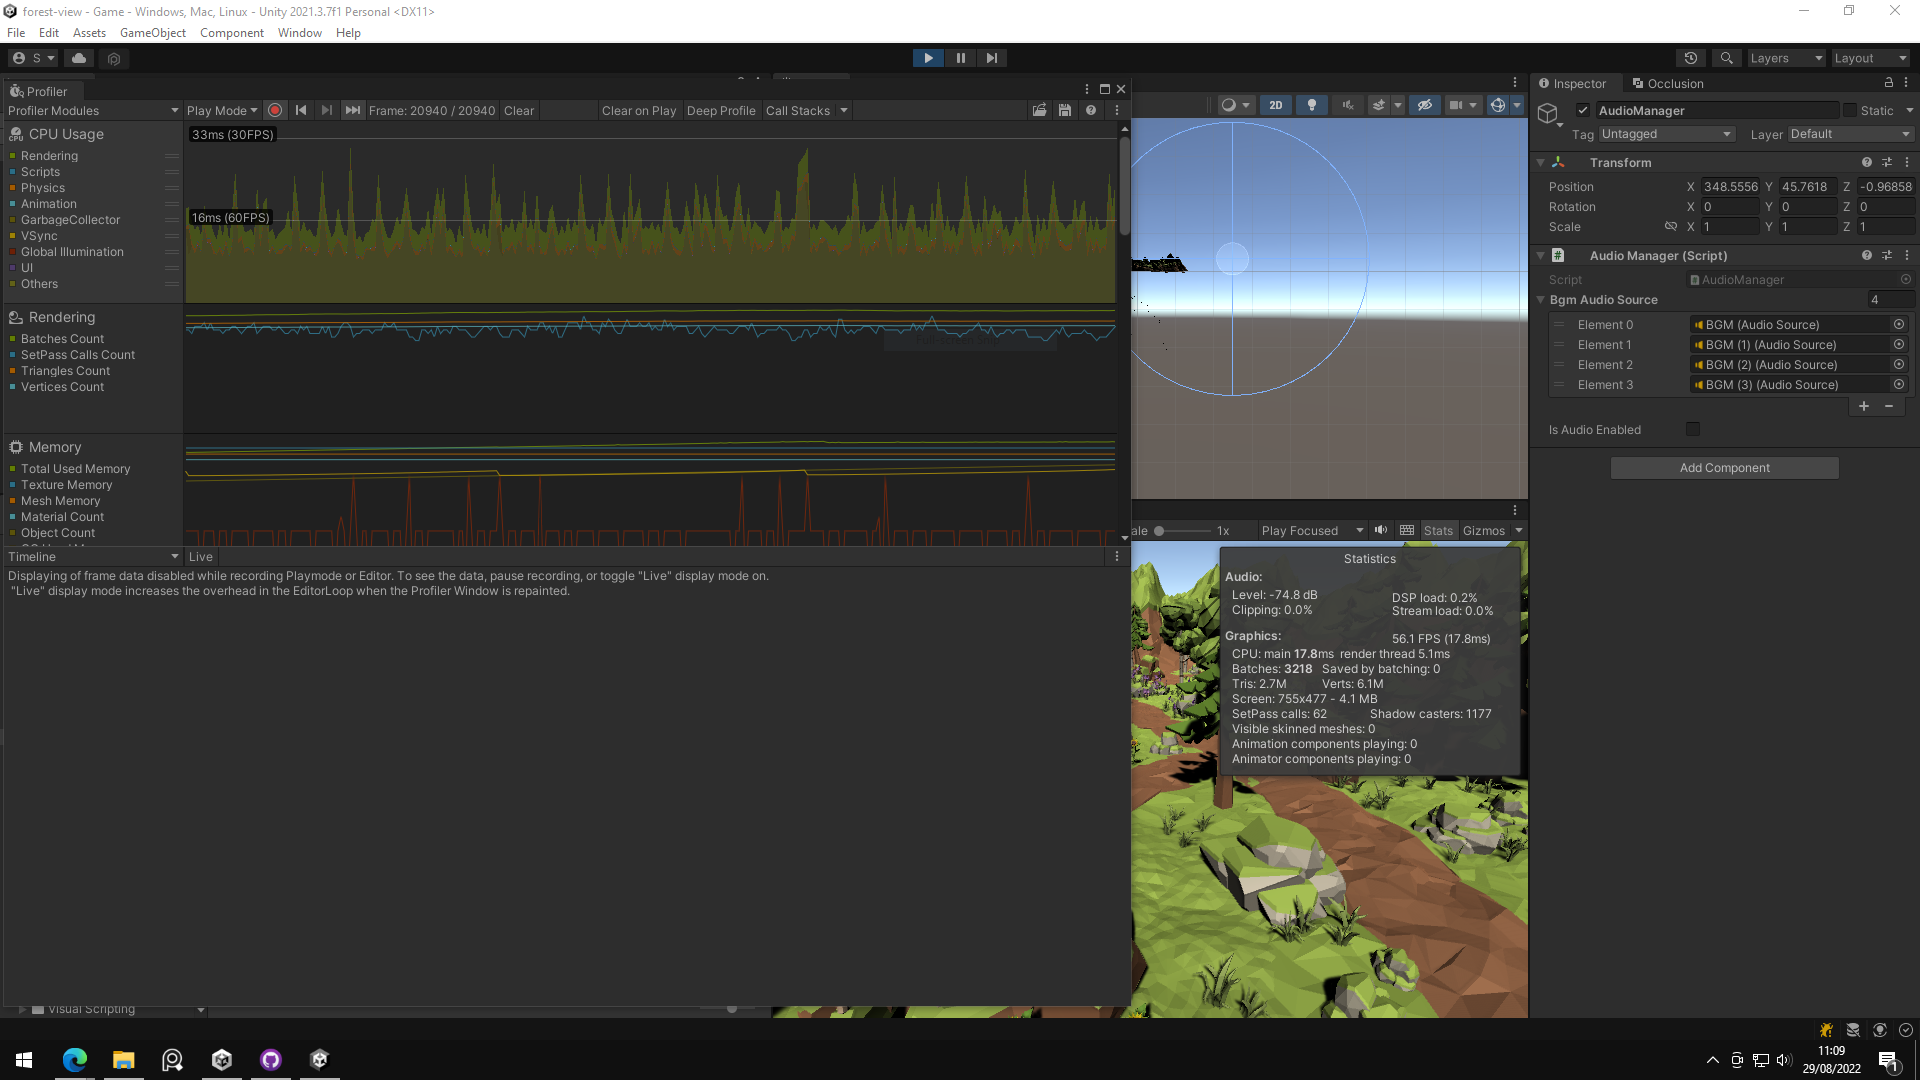 forest-view - Game - Windows, Mac, Linux - Unity 2021.3.7f1 Personal <DX11>
File Edit Assets GameObject Component Window Help
S
Layers Layout
Profiler
Profiler Modules Play Mode Frame: 20940 / 20940 Clear Clear on Play Deep Profile Call Stacks
CPU Usage
Rendering
Scripts
Physics
Animation
GarbageCollector
VSync
Global Illumination
UI
Others
33ms (30FPS)
16ms (60FPS)
Rendering
Batches Count
SetPass Calls Count
Triangles Count
Vertices Count
Memory
Total Used Memory
Texture Memory
Mesh Memory
Material Count
Object Count
Timeline Live
Displaying of frame data disabled while recording Playmode or Editor. To see the data, pause recording, or toggle "Live" display mode on.
"Live" display mode increases the overhead in the EditorLoop when the Profiler Window is repainted.
Visual Scripting
2D
ale 1x Play Focused Stats Gizmos
Statistics
Audio:
Level: -74.8 dB DSP load: 0.2%
Clipping: 0.0% Stream load: 0.0%
Graphics: 56.1 FPS (17.8ms)
CPU: main 17.8ms render thread 5.1ms
Batches: 3218 Saved by batching: 0
Tris: 2.7M Verts: 6.1M
Screen: 755x477 - 4.1 MB
SetPass calls: 62 Shadow casters: 1177
Visible skinned meshes: 0
Animation components playing: 0
Animator components playing: 0
Inspector Occlusion
AudioManager Static
Tag Untagged Layer Default
Transform
Position X 348.5556 Y 45.7618 Z -0.96858
Rotation X 0 Y 0 Z 0
Scale X 1 Y 1 Z 1
Audio Manager (Script)
Script AudioManager
Bgm Audio Source 4
Element 0 BGM (Audio Source)
Element 1 BGM (1) (Audio Source)
Element 2 BGM (2) (Audio Source)
Element 3 BGM (3) (Audio Source)
Is Audio Enabled
Add Component
11:09
29/08/2022
1